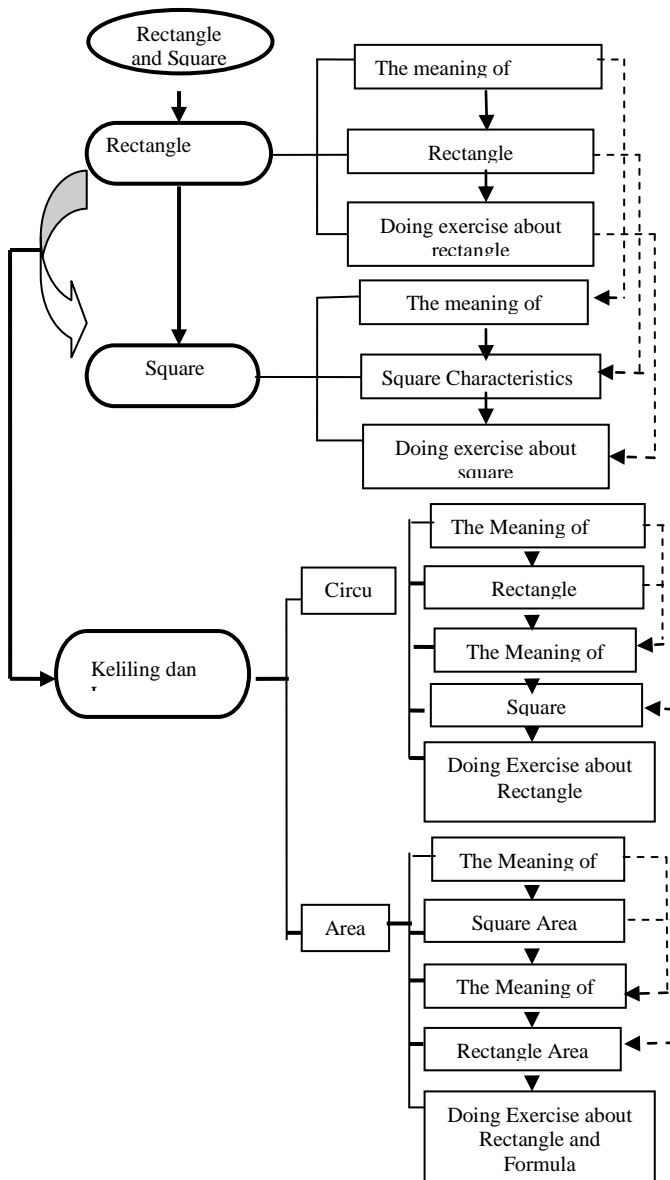 Rectangle
and Square
Rectangle
The meaning of
Rectangle
Doing exercise about
rectangle
Square
The meaning of
Square Characteristics
Doing exercise about
square
Keliling dan
Circu
The Meaning of
Rectangle
The Meaning of
Square
Doing Exercise about
Rectangle
Area
The Meaning of
Square Area
The Meaning of
Rectangle Area
Doing Exercise about
Rectangle and
Formula